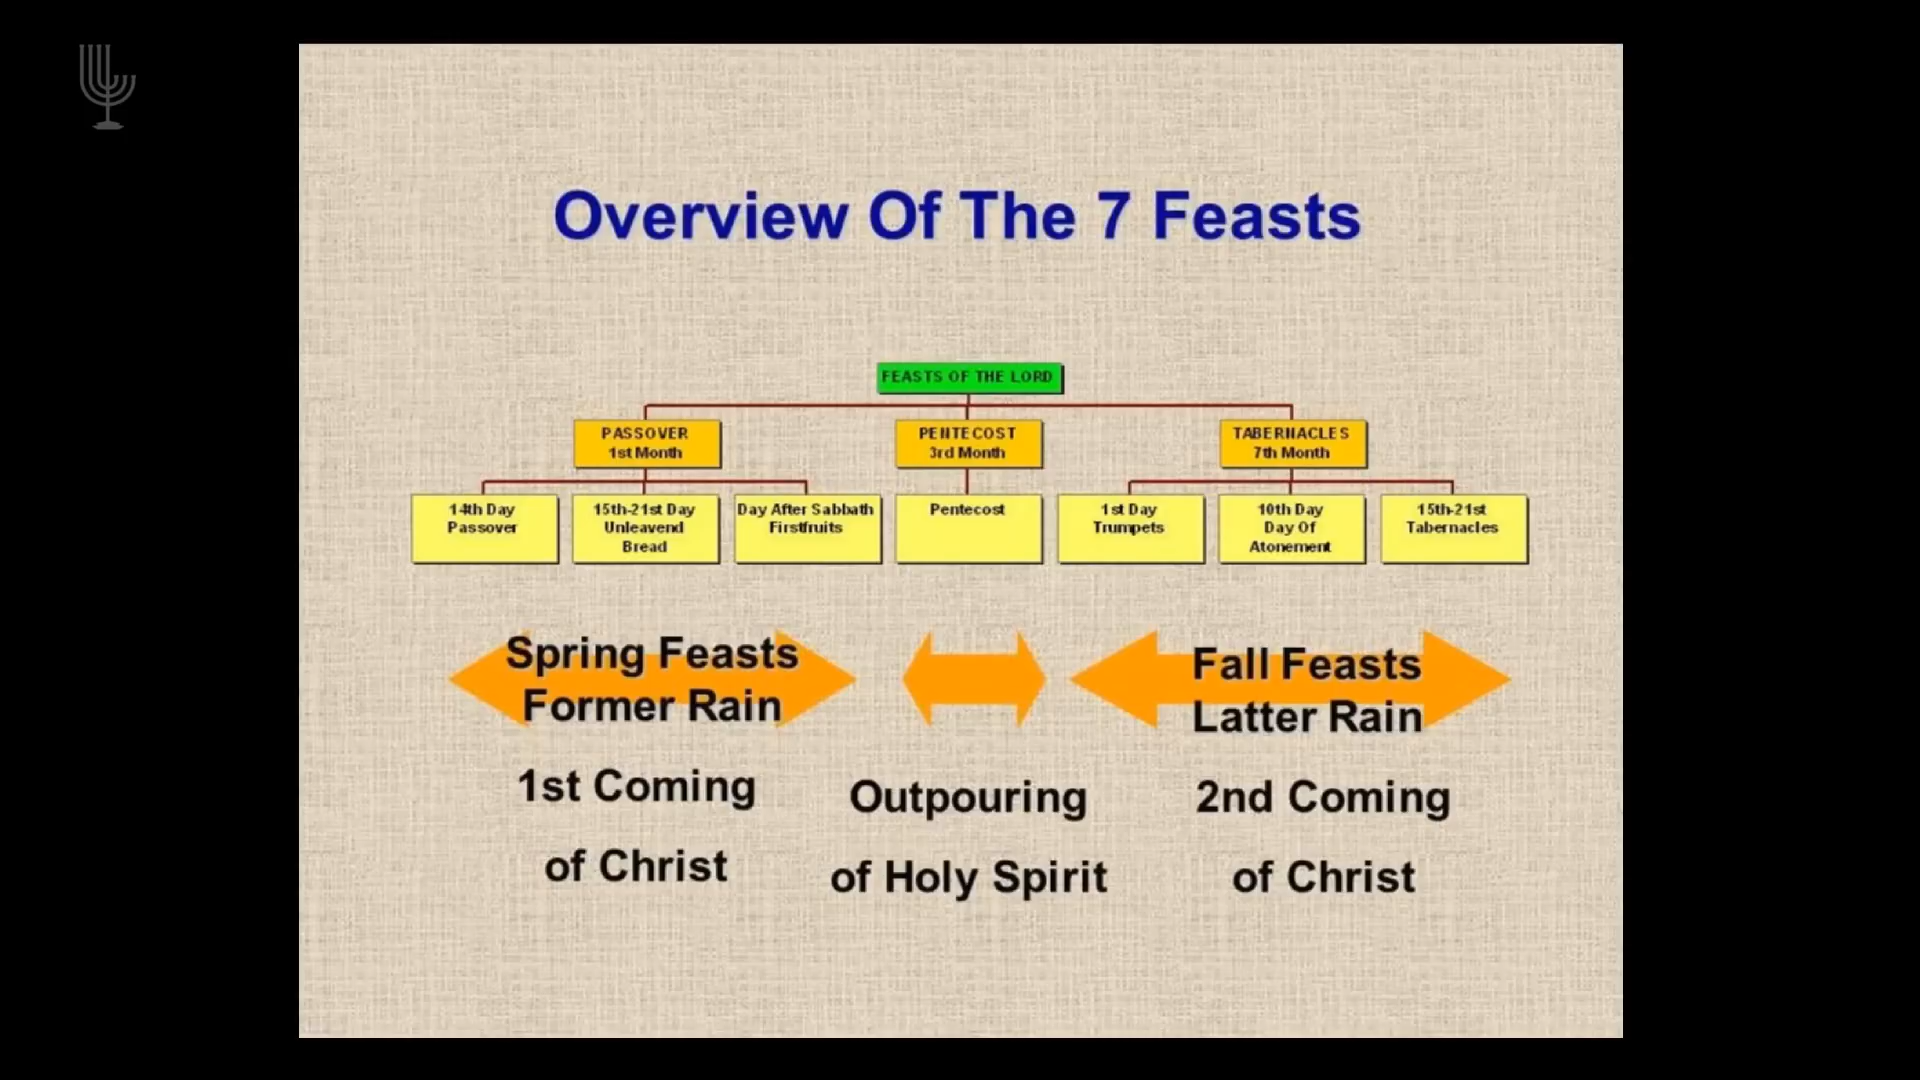 Overview Of The 7 Feasts
FEASTS OF THE LORD
PASSOVER
1st Month
PENTECOST
3rd Month
TABERNACLES
7th Month
14th Day
Passover
15th-21st Day
Unleavend
Bread
Day After Sabbath
Firstfruits
Pentecost
1st Day
Trumpets
10th Day
Day Of
Atonement
15th-21st
Tabernacles
Spring Feasts
Former Rain
1st Coming
of Christ
Outpouring
of Holy Spirit
Fall Feasts
Latter Rain
2nd Coming
of Christ